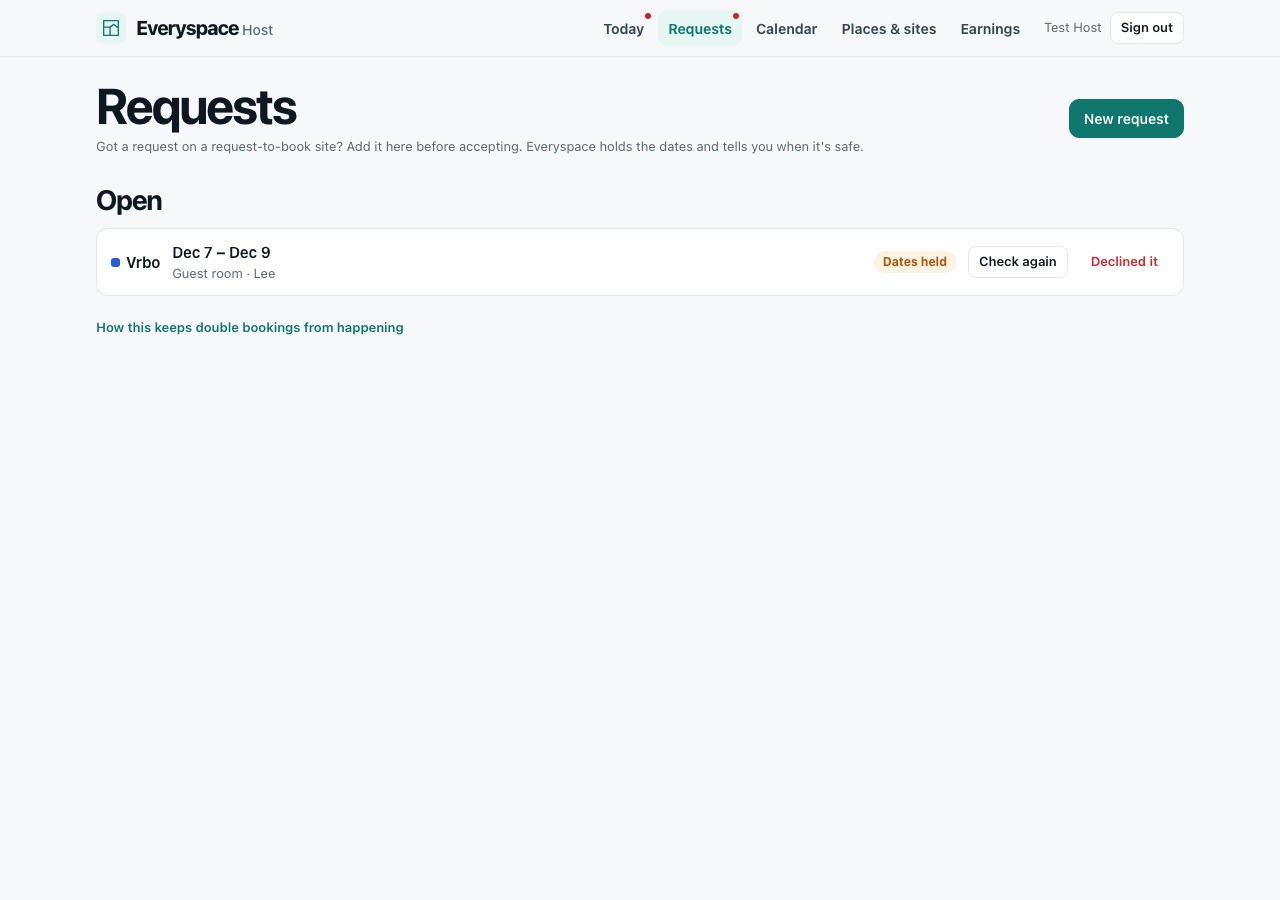 Everyspace Host
Today
Requests
Calendar
Places & sites
Earnings
Test Host
Sign out
Requests
New request
Got a request on a request-to-book site? Add it here before accepting. Everyspace holds the dates and tells you when it's safe.
Open
Vrbo
Dec 7 – Dec 9
Guest room · Lee
Dates held
Check again
Declined it
How this keeps double bookings from happening